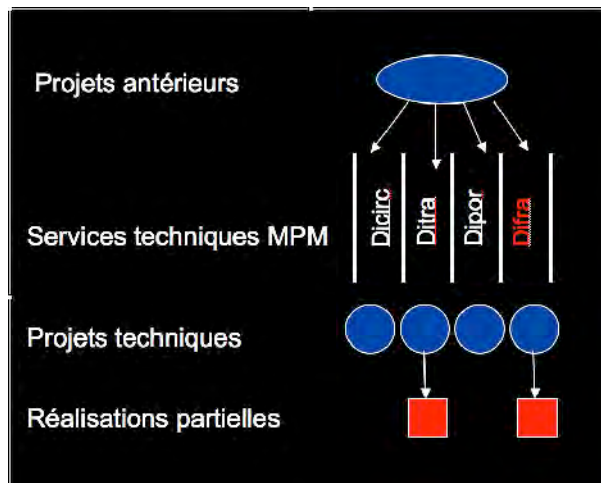 Projets antérieurs
Dicirc
Ditra
Dipor
Difra
Services techniques MPM
Projets techniques
Réalisations partielles